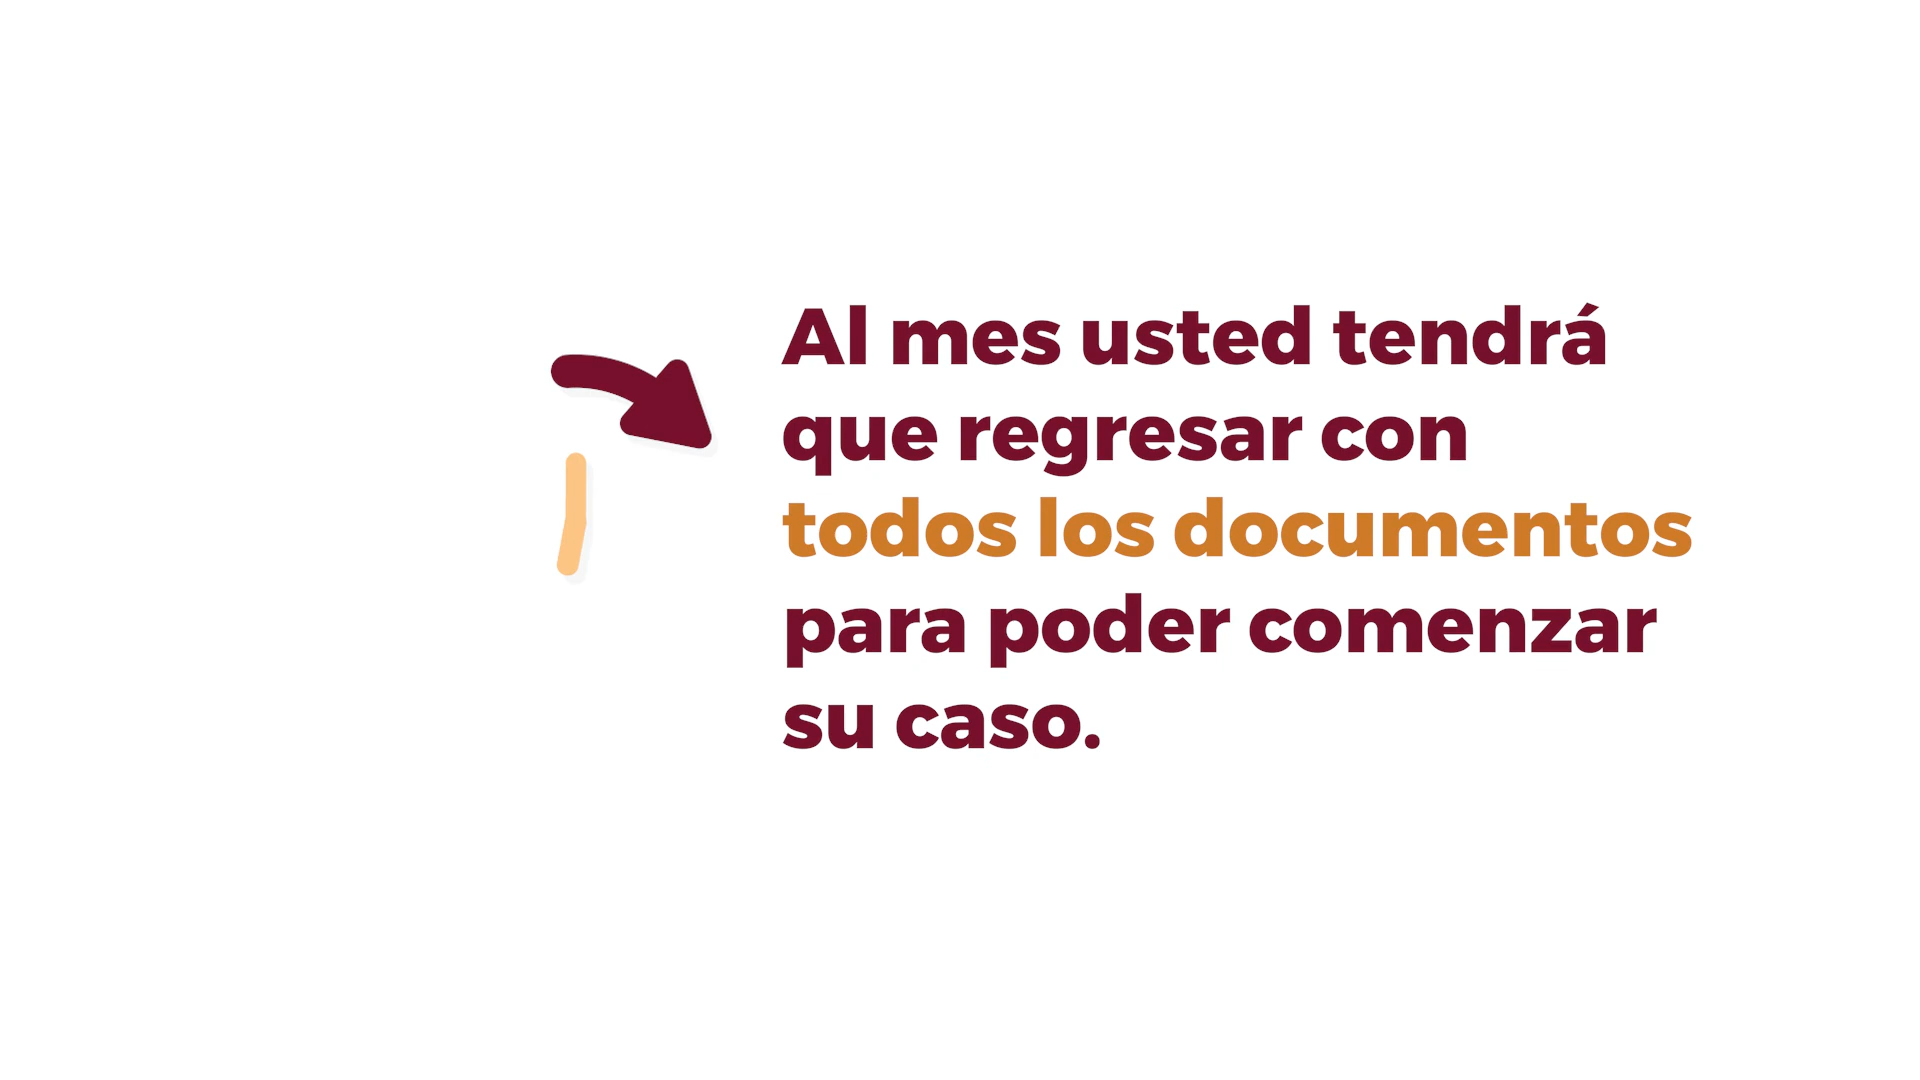 Al mes usted tendrá
que regresar con
todos los documentos
para poder comenzar
su caso.